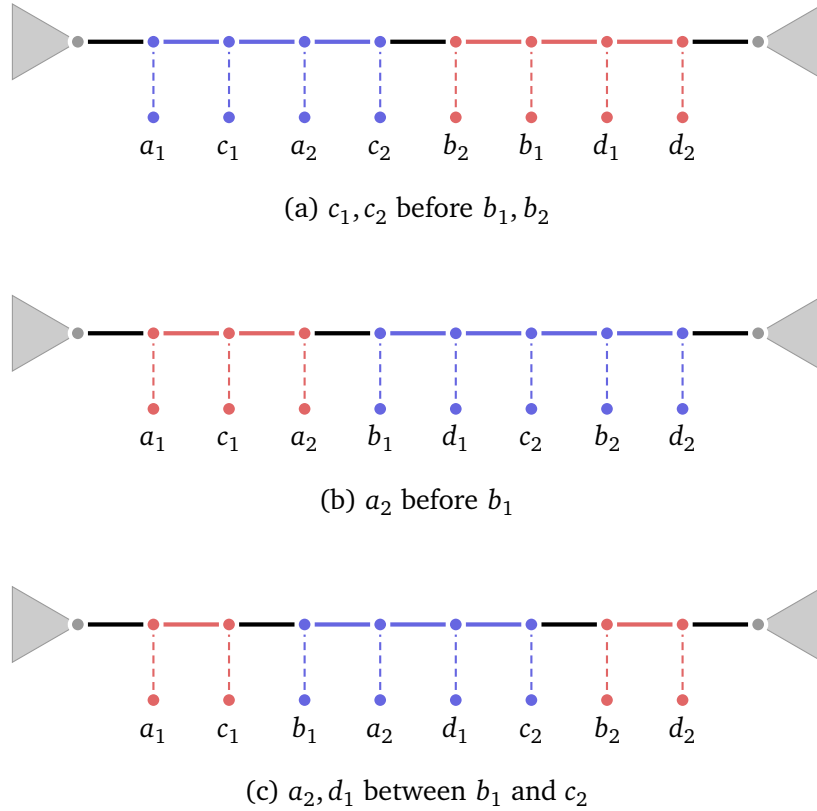 a₁ c₁ a₂ c₂ b₂ b₁ d₁ d₂
(a) c₁, c₂ before b₁, b₂
a₁ c₁ a₂ b₁ d₁ c₂ b₂ d₂
(b) a₂ before b₁
a₁ c₁ b₁ a₂ d₁ c₂ b₂ d₂
(c) a₂, d₁ between b₁ and c₂